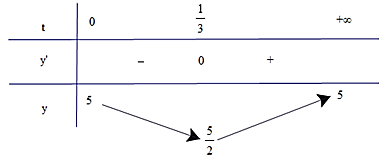 t 0 1/3 +∞
y' − 0 + 
y 5 5/2 5